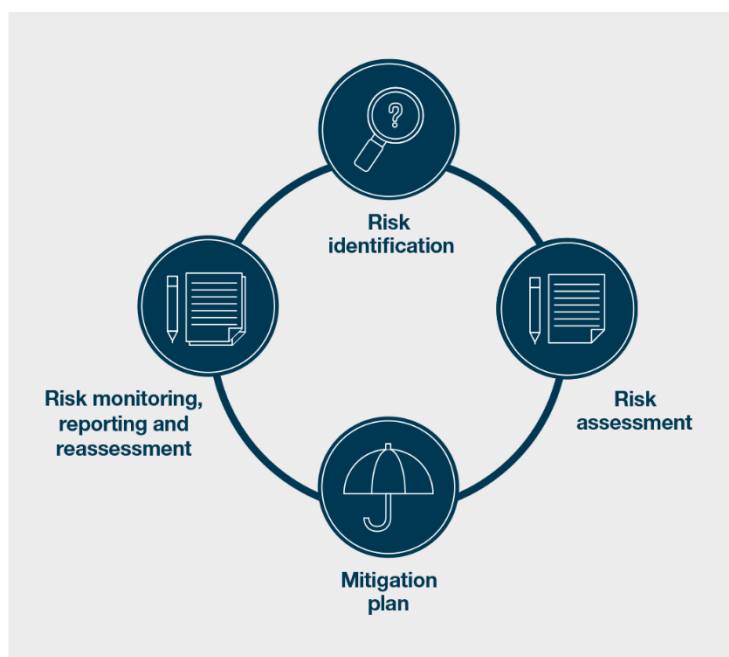 ?
Risk
identification
Risk
assessment
Mitigation
plan
Risk monitoring,
reporting and
reassessment